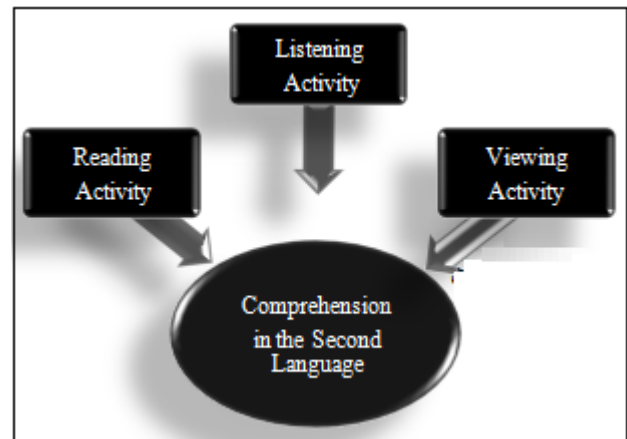 Listening
Activity
Reading
Activity
Viewing
Activity
Comprehension
in the Second
Language